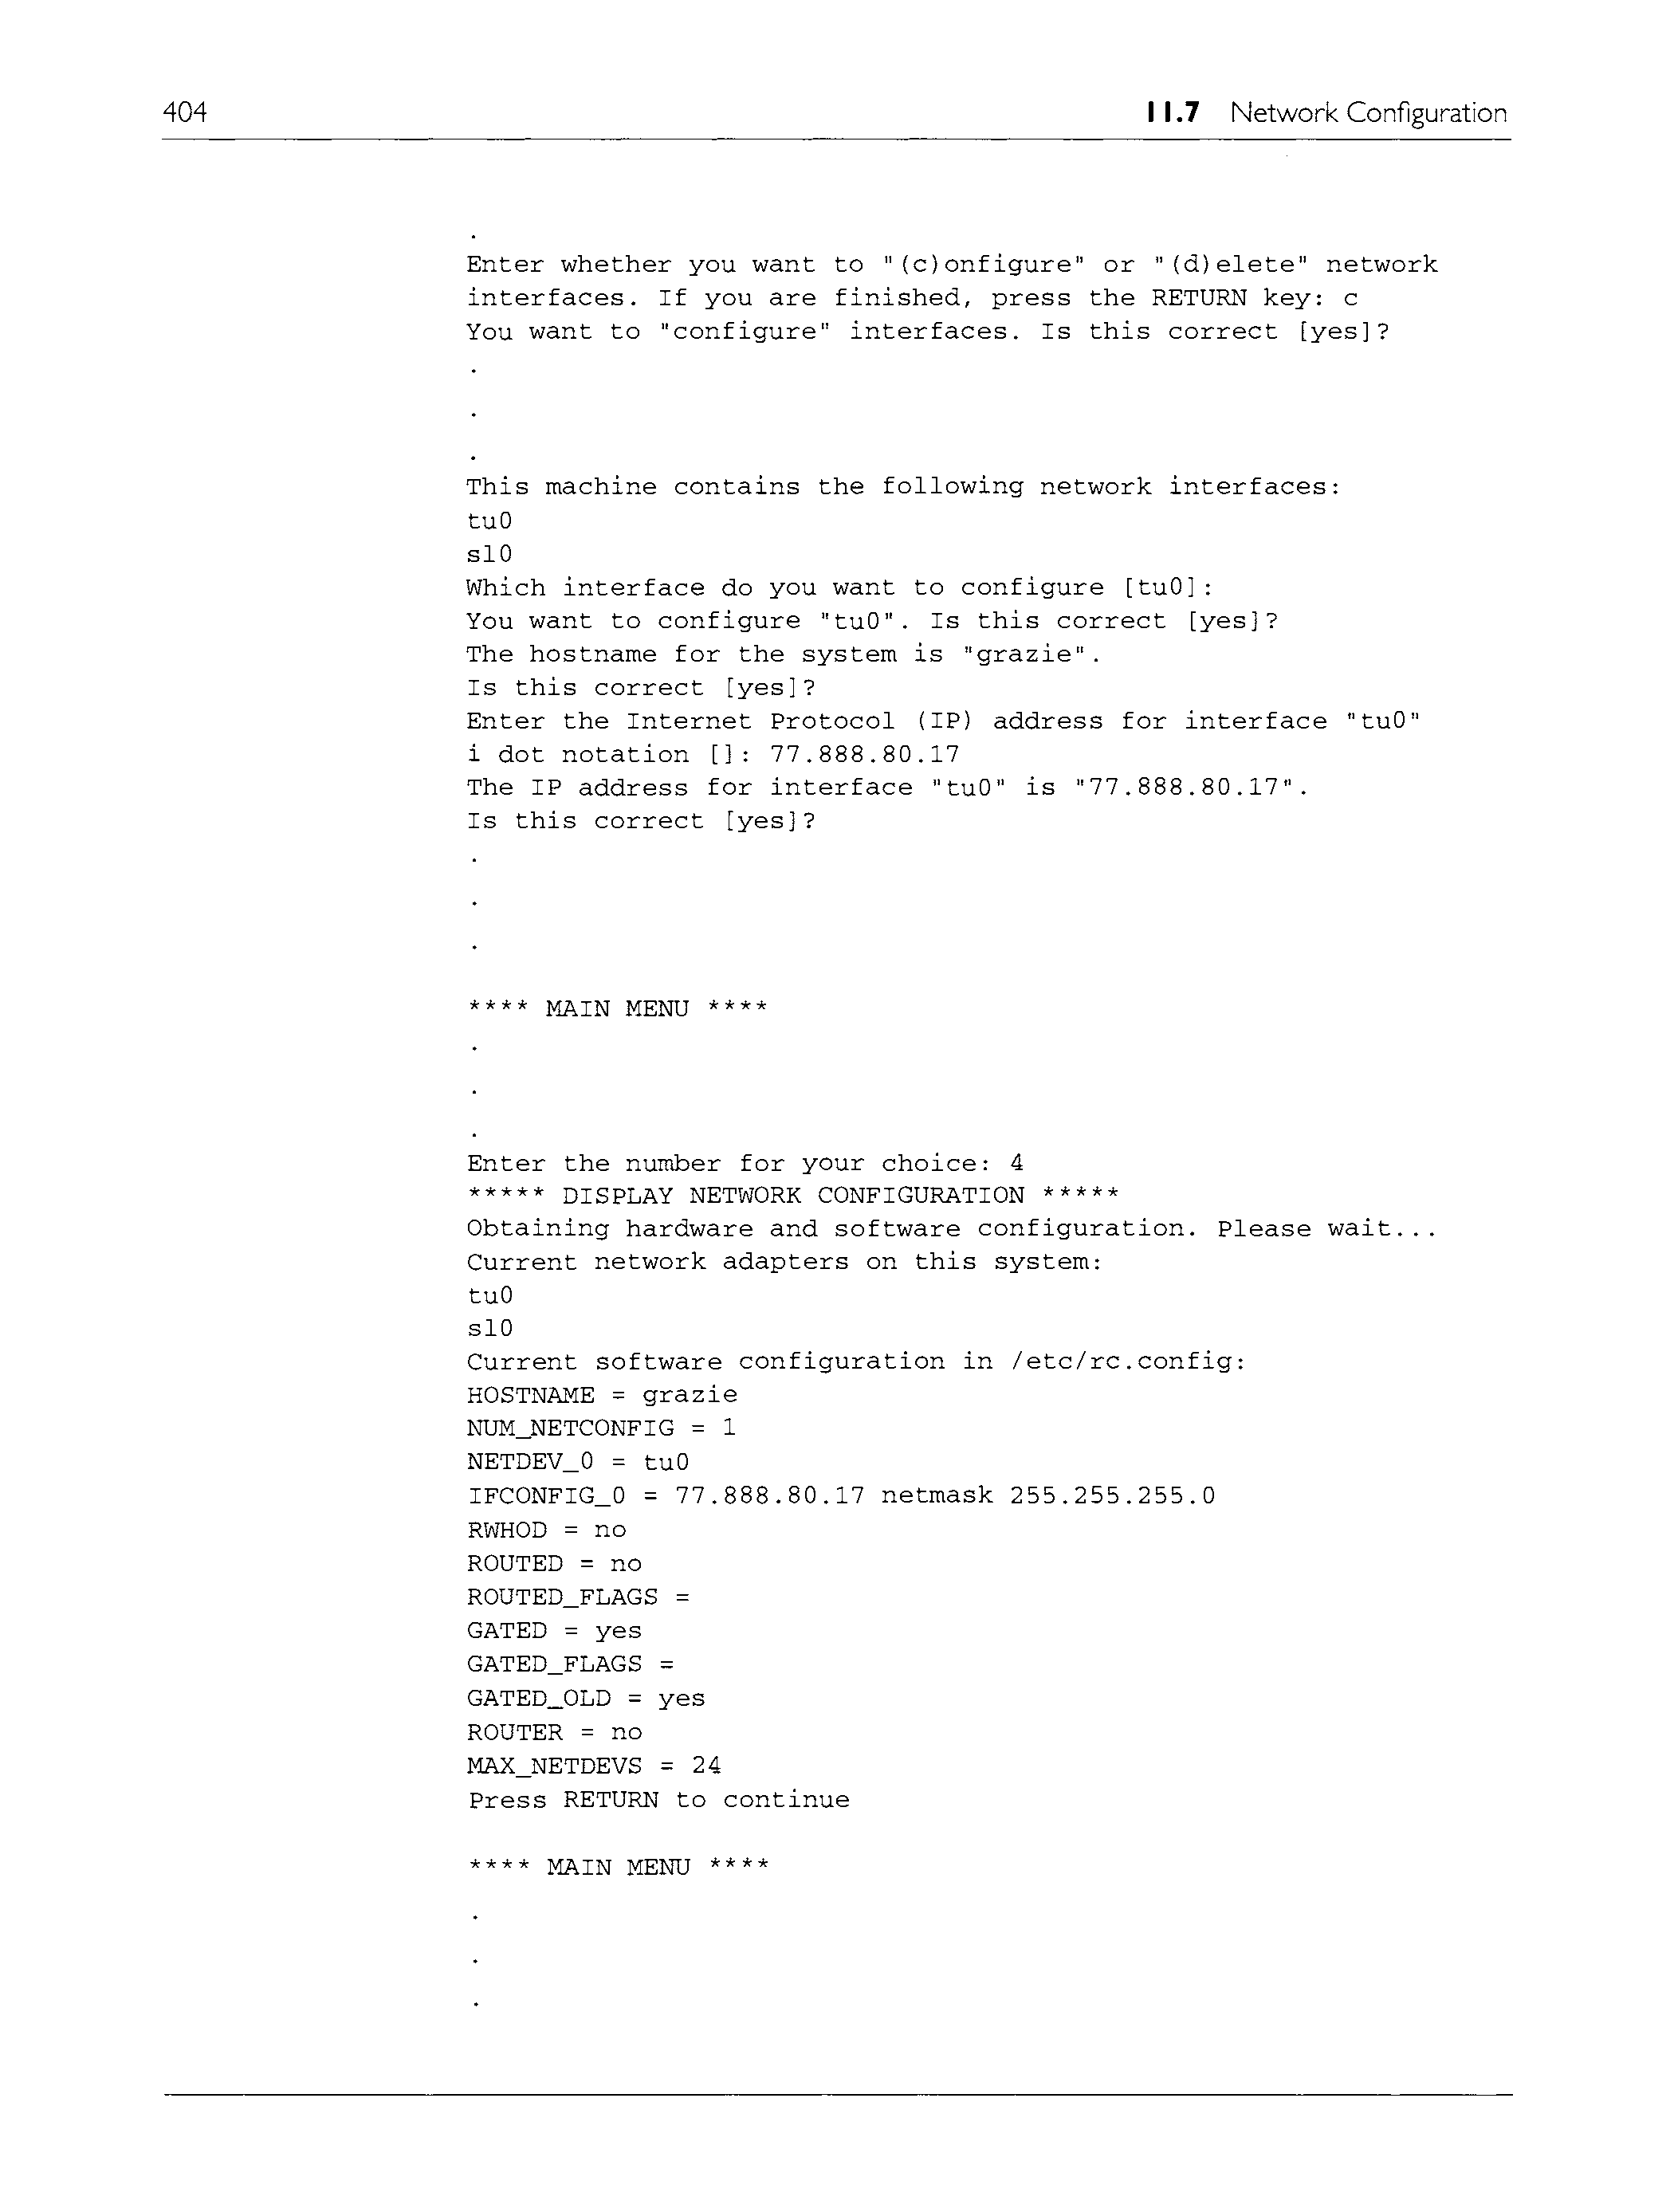 404 11.7 Network Configuration
.
Enter whether you want to "(c)onfigure" or "(d)elete" network
interfaces. If you are finished, press the RETURN key: c
You want to "configure" interfaces. Is this correct [yes]?
.
.
.
This machine contains the following network interfaces:
tu0
sl0
Which interface do you want to configure [tu0]:
You want to configure "tu0". Is this correct [yes]?
The hostname for the system is "grazie".
Is this correct [yes]?
Enter the Internet Protocol (IP) address for interface "tu0"
i dot notation []: 77.888.80.17
The IP address for interface "tu0" is "77.888.80.17".
Is this correct [yes]?
.
.
.
**** MAIN MENU ****
.
.
.
Enter the number for your choice: 4
***** DISPLAY NETWORK CONFIGURATION *****
Obtaining hardware and software configuration. Please wait...
Current network adapters on this system:
tu0
sl0
Current software configuration in /etc/rc.config:
HOSTNAME = grazie
NUM_NETCONFIG = 1
NETDEV_0 = tu0
IFCONFIG_0 = 77.888.80.17 netmask 255.255.255.0
RWHOD = no
ROUTED = no
ROUTED_FLAGS =
GATED = yes
GATED_FLAGS =
GATED_OLD = yes
ROUTER = no
MAX_NETDEVS = 24
Press RETURN to continue
**** MAIN MENU ****
.
.
.